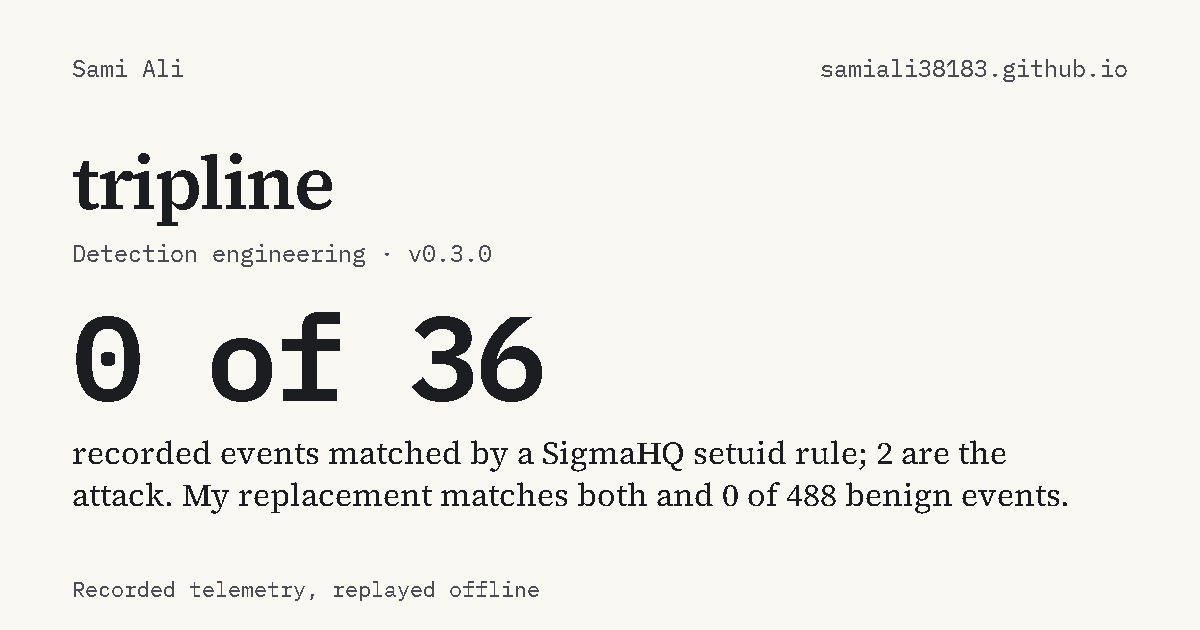 Sami Ali
samiali38183.github.io
tripline
Detection engineering · v0.3.0
0 of 36
recorded events matched by a SigmaHQ setuid rule; 2 are the
attack. My replacement matches both and 0 of 488 benign events.
Recorded telemetry, replayed offline